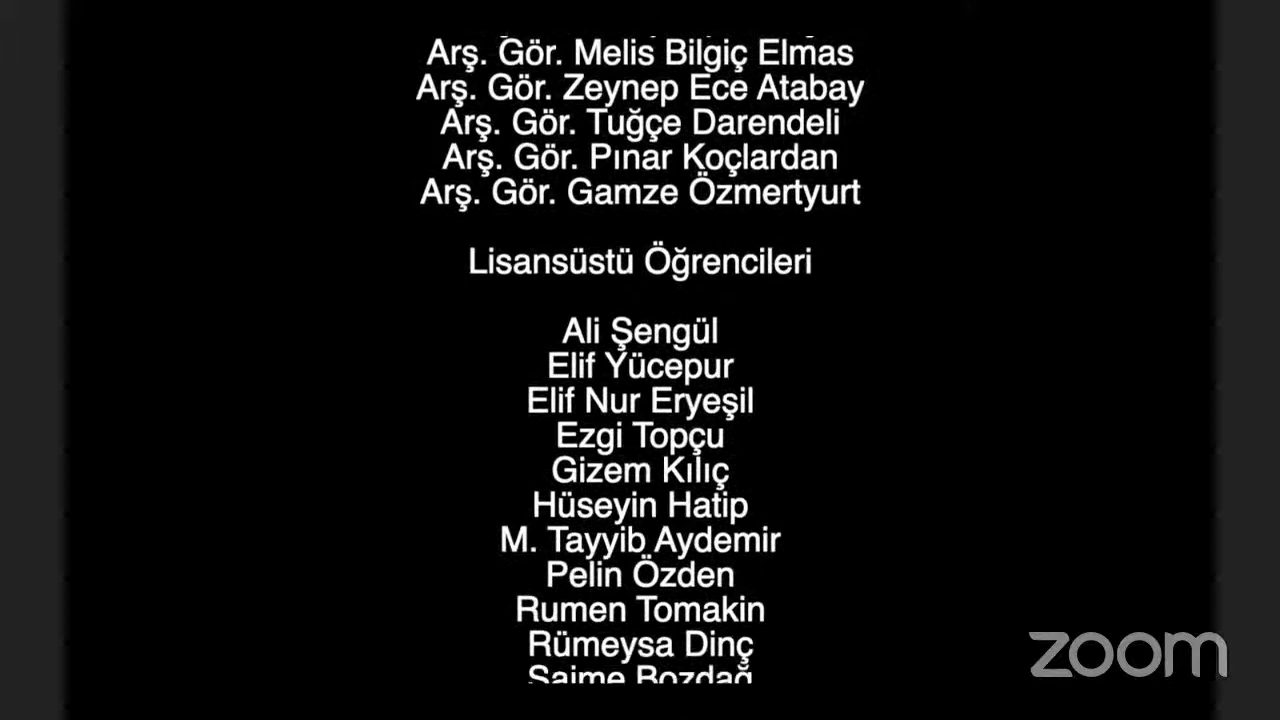 Arş. Gör. Melis Bilgiç Elmas
Arş. Gör. Zeynep Ece Atabay
Arş. Gör. Tuğçe Darendeli
Arş. Gör. Pınar Koçlardan
Arş. Gör. Gamze Özmertyurt
Lisansüstü Öğrencileri
Ali Şengül
Elif Yücepur
Elif Nur Eryeşil
Ezgi Topçu
Gizem Kılıç
Hüseyin Hatip
M. Tayyib Aydemir
Pelin Özden
Rumen Tomakin
Rümeysa Dinç
Saime Bozdağ
zoom